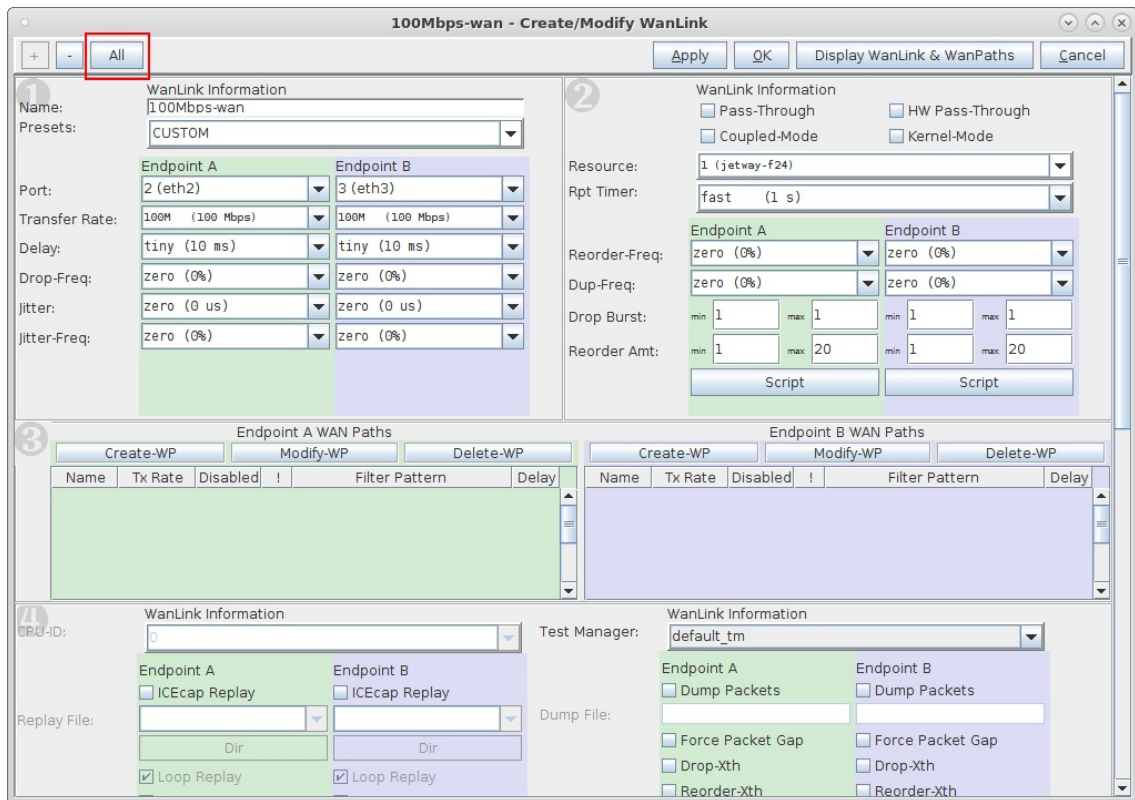 100Mbps-wan - Create/Modify WanLink
+ - All Apply OK Display WanLink & WanPaths Cancel
1
WanLink Information
Name: 100Mbps-wan
Presets: CUSTOM
Endpoint A Endpoint B
Port: 2 (eth2) 3 (eth3)
Transfer Rate: 100M (100 Mbps) 100M (100 Mbps)
Delay: tiny (10 ms) tiny (10 ms)
Drop-Freq: zero (0%) zero (0%)
Jitter: zero (0 us) zero (0 us)
Jitter-Freq: zero (0%) zero (0%)
2
WanLink Information
Pass-Through HW Pass-Through
Coupled-Mode Kernel-Mode
Resource: 1 (jetway-f24)
Rpt Timer: fast (1 s)
Endpoint A Endpoint B
Reorder-Freq: zero (0%) zero (0%)
Dup-Freq: zero (0%) zero (0%)
Drop Burst: min 1 max 1 min 1 max 1
Reorder Amt: min 1 max 20 min 1 max 20
Script Script
3
Endpoint A WAN Paths
Create-WP Modify-WP Delete-WP
Name Tx Rate Disabled ! Filter Pattern Delay
Endpoint B WAN Paths
Create-WP Modify-WP Delete-WP
Name Tx Rate Disabled ! Filter Pattern Delay
4
WanLink Information
CPU-ID: 0
Endpoint A Endpoint B
ICEcap Replay ICEcap Replay
Replay File:
Dir Dir
Loop Replay Loop Replay
WanLink Information
Test Manager: default_tm
Endpoint A Endpoint B
Dump Packets Dump Packets
Dump File:
Force Packet Gap Force Packet Gap
Drop-Xth Drop-Xth
Reorder-Xth Reorder-Xth